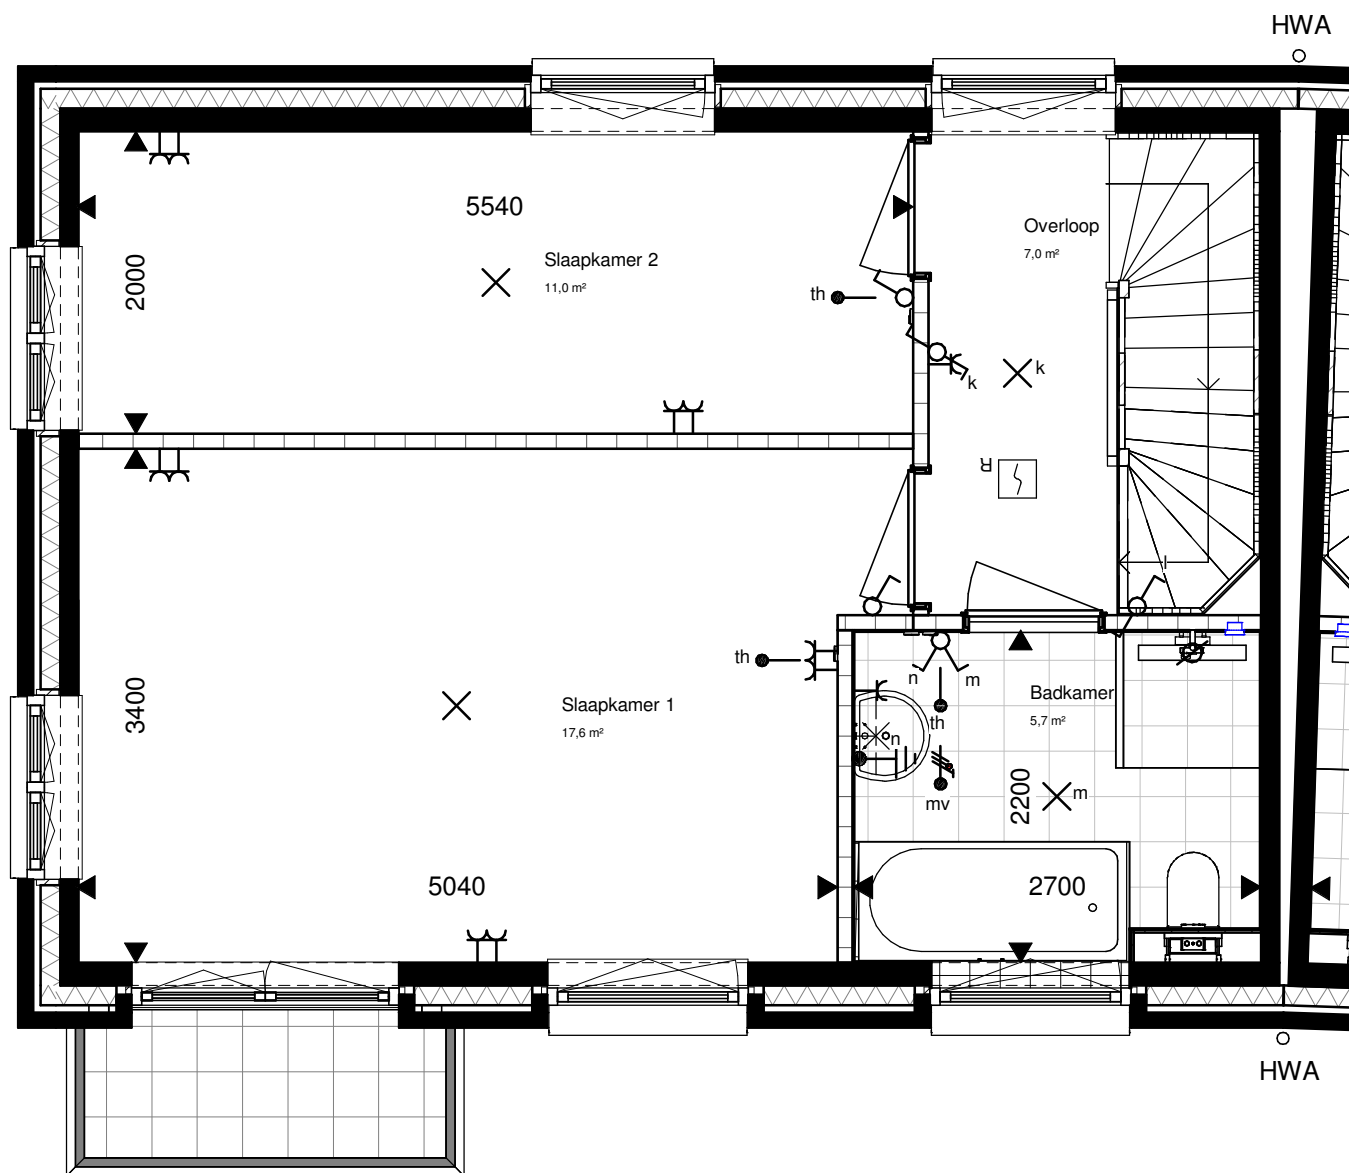 HWA
5540
Overloop
7,0 m²
Slaapkamer 2
11,0 m²
2000
th
k
k
R
th
Slaapkamer 1
17,6 m²
3400
n
m
Badkamer
5,7 m²
th
n
mv
2200
m
5040
2700
HWA